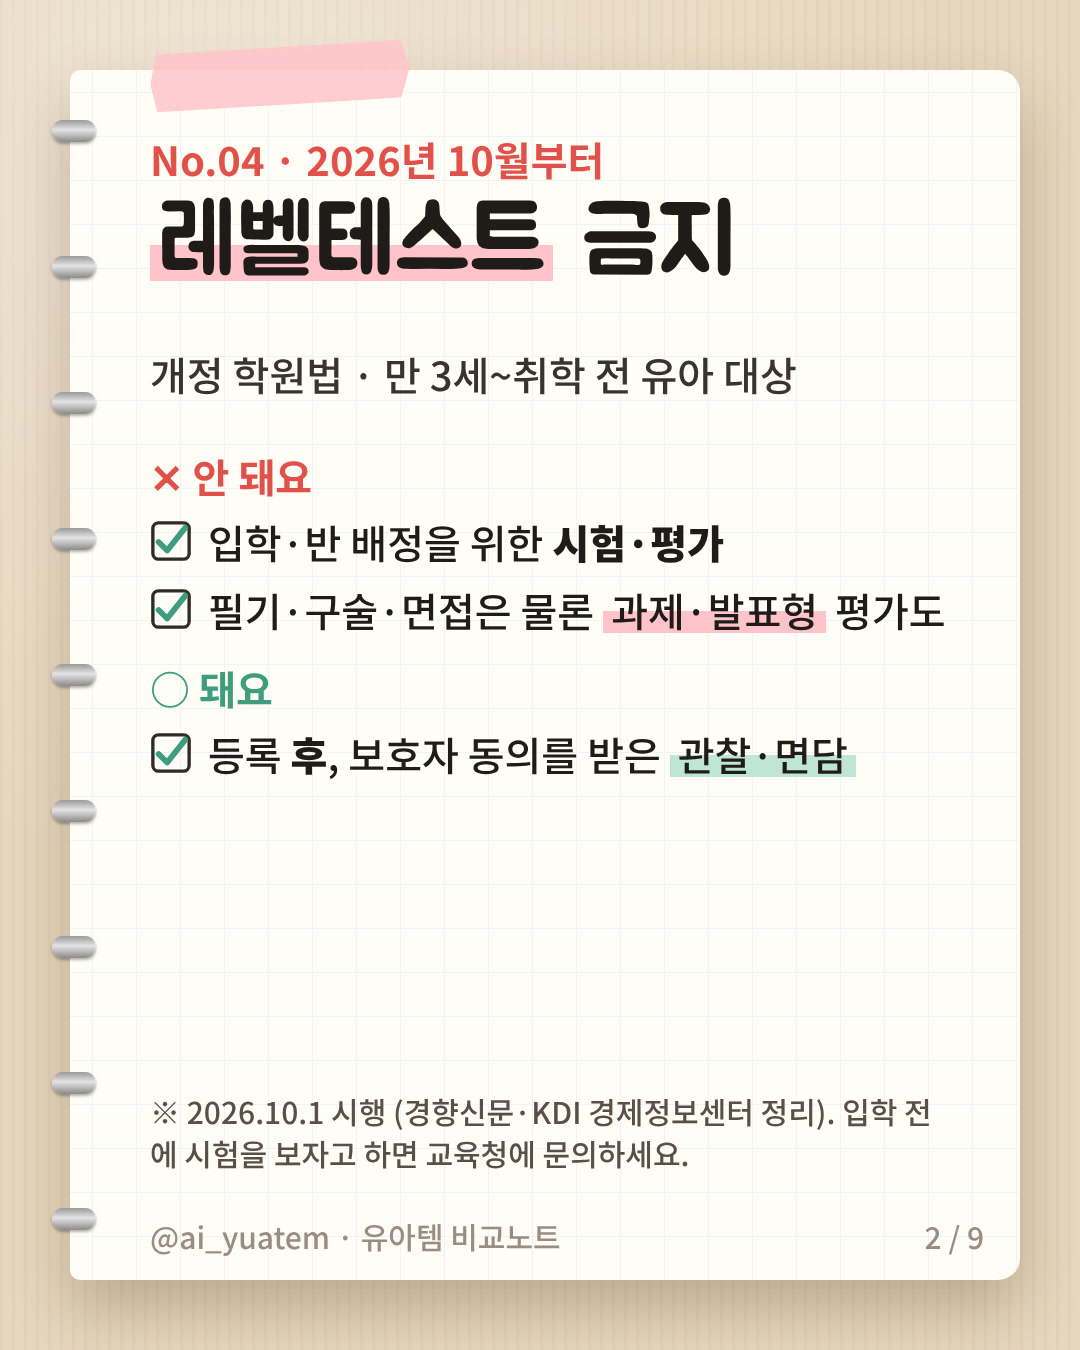 No.04 · 2026년 10월부터
레벨테스트 금지
개정 학원법 · 만 3세~취학 전 유아 대상
✕ 안 돼요
입학·반 배정을 위한 시험·평가
필기·구술·면접은 물론 과제·발표형 평가도
○ 돼요
등록 후, 보호자 동의를 받은 관찰·면담
※ 2026.10.1 시행 (경향신문·KDI 경제정보센터 정리). 입학 전
에 시험을 보자고 하면 교육청에 문의하세요.
@ai_yuatem · 유아템 비교노트
2 / 9